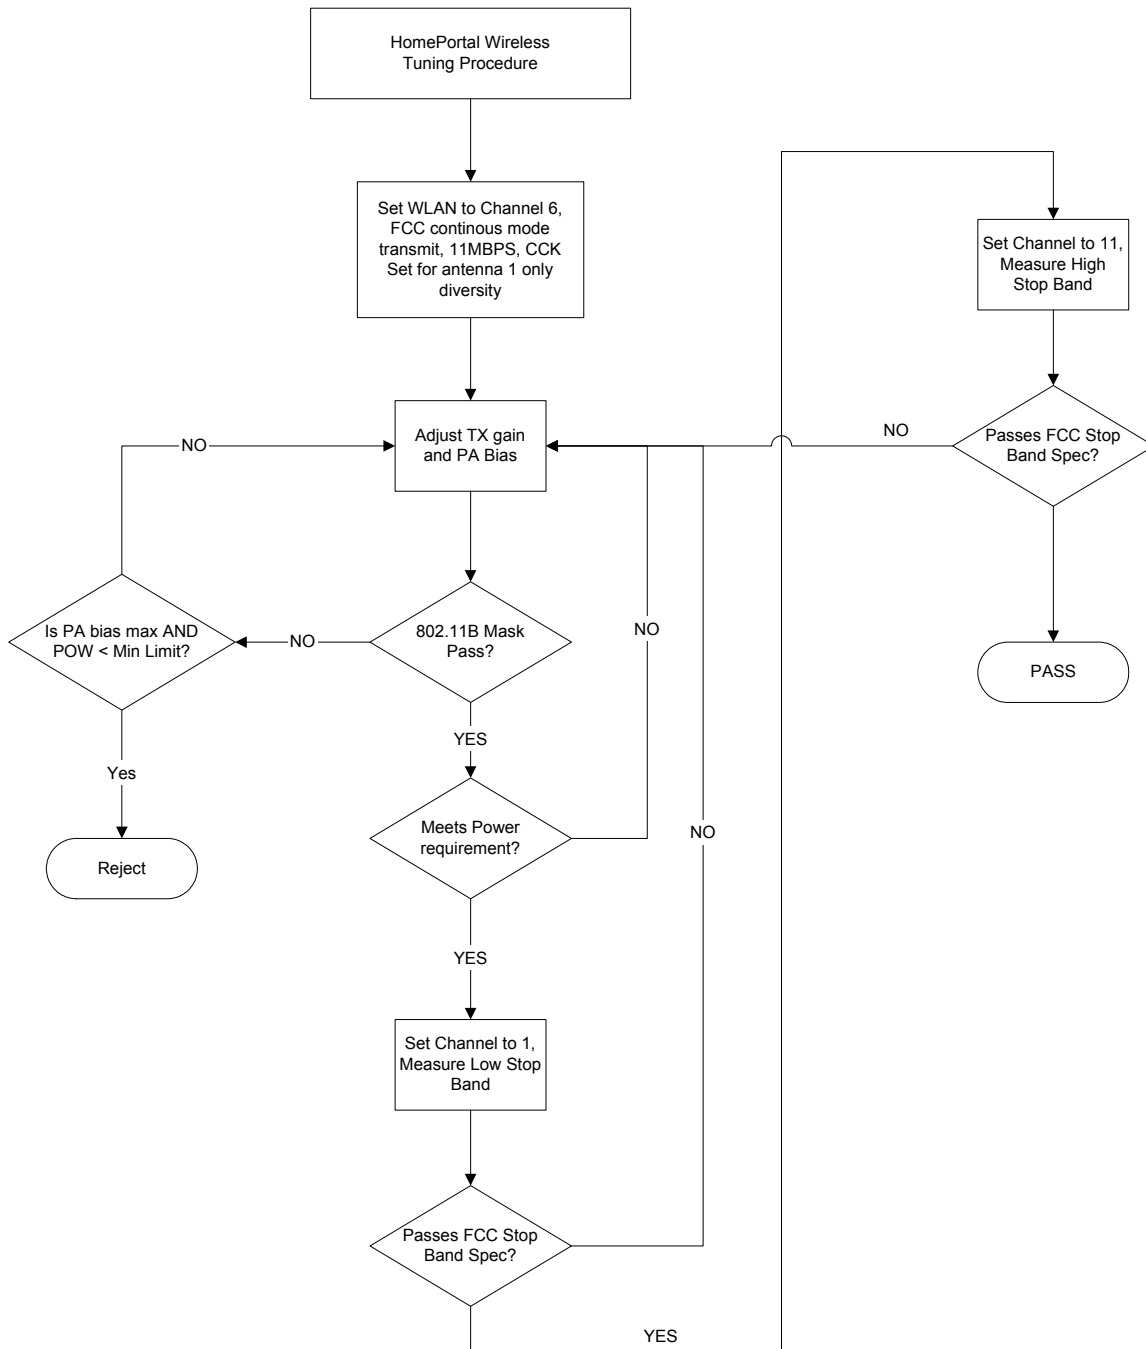 HomePortal Wireless
Tuning Procedure
Set WLAN to Channel 6,
FCC continous mode
transmit, 11MBPS, CCK
Set for antenna 1 only
diversity
Set Channel to 11,
Measure High
Stop Band
Adjust TX gain
and PA Bias
NO
NO
Passes FCC Stop
Band Spec?
Is PA bias max AND
POW < Min Limit?
NO
802.11B Mask
Pass?
NO
PASS
YES
Yes
Meets Power
requirement?
NO
Reject
YES
Set Channel to 1,
Measure Low Stop
Band
Passes FCC Stop
Band Spec?
YES